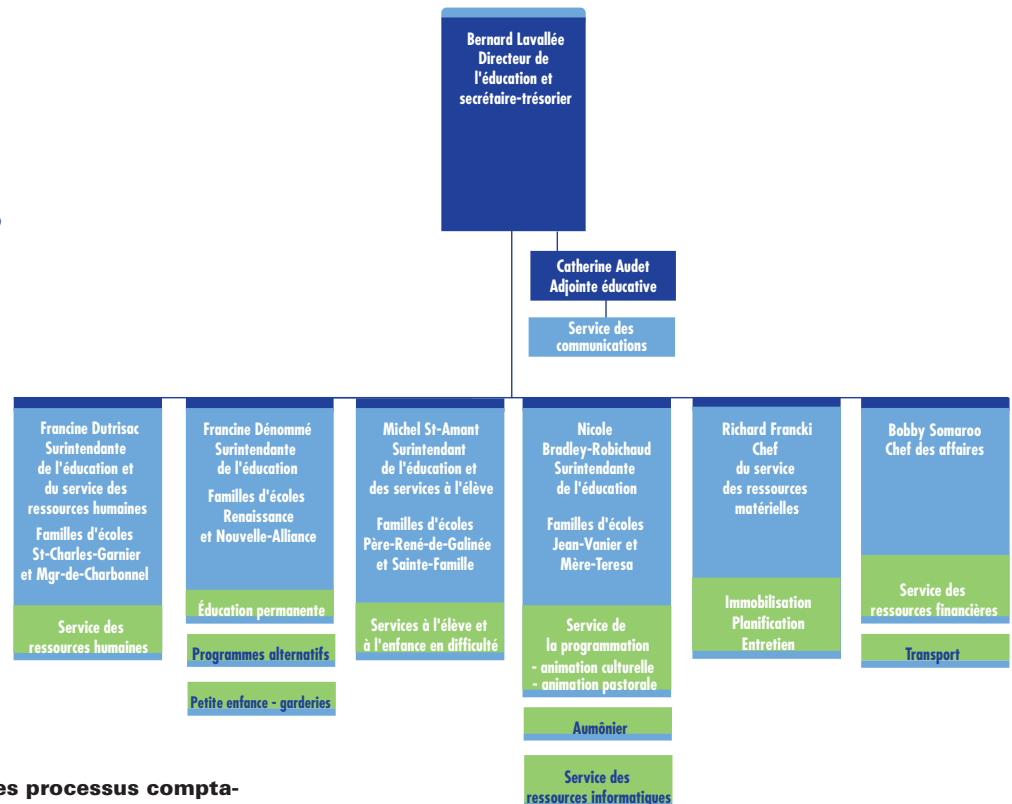 Bernard Lavallée
Directeur de
l'éducation et
secrétaire-trésorier
Catherine Audet
Adjointe éducative
Service des
communications
Francine Dutrisac
Surintendante
de l'éducation et
du service des
ressources humaines
Familles d'écoles
St-Charles-Garnier
et Mgr-de-Charbonnel
Service des
ressources humaines
Francine Dénommé
Surintendante
de l'éducation
Familles d'écoles
Renaissance
et Nouvelle-Alliance
Éducation permanente
Programmes alternatifs
Petite enfance - garderies
Michel St-Amant
Surintendant
de l'éducation et
des services à l'élève
Familles d'écoles
Père-René-de-Galinée
et Sainte-Famille
Services à l'élève et
à l'enfance en difficulté
Nicole
Bradley-Robichaud
Surintendante
de l'éducation
Familles d'écoles
Jean-Vanier et
Mère-Teresa
Service de
la programmation
- animation culturelle
- animation pastorale
Aumônier
Service des
ressources informatiques
Richard Francki
Chef
du service
des ressources
matérielles
Immobilisation
Planification
Entretien
Bobby Somaroo
Chef des affaires
Service des
ressources financières
Transport
es processus compta-